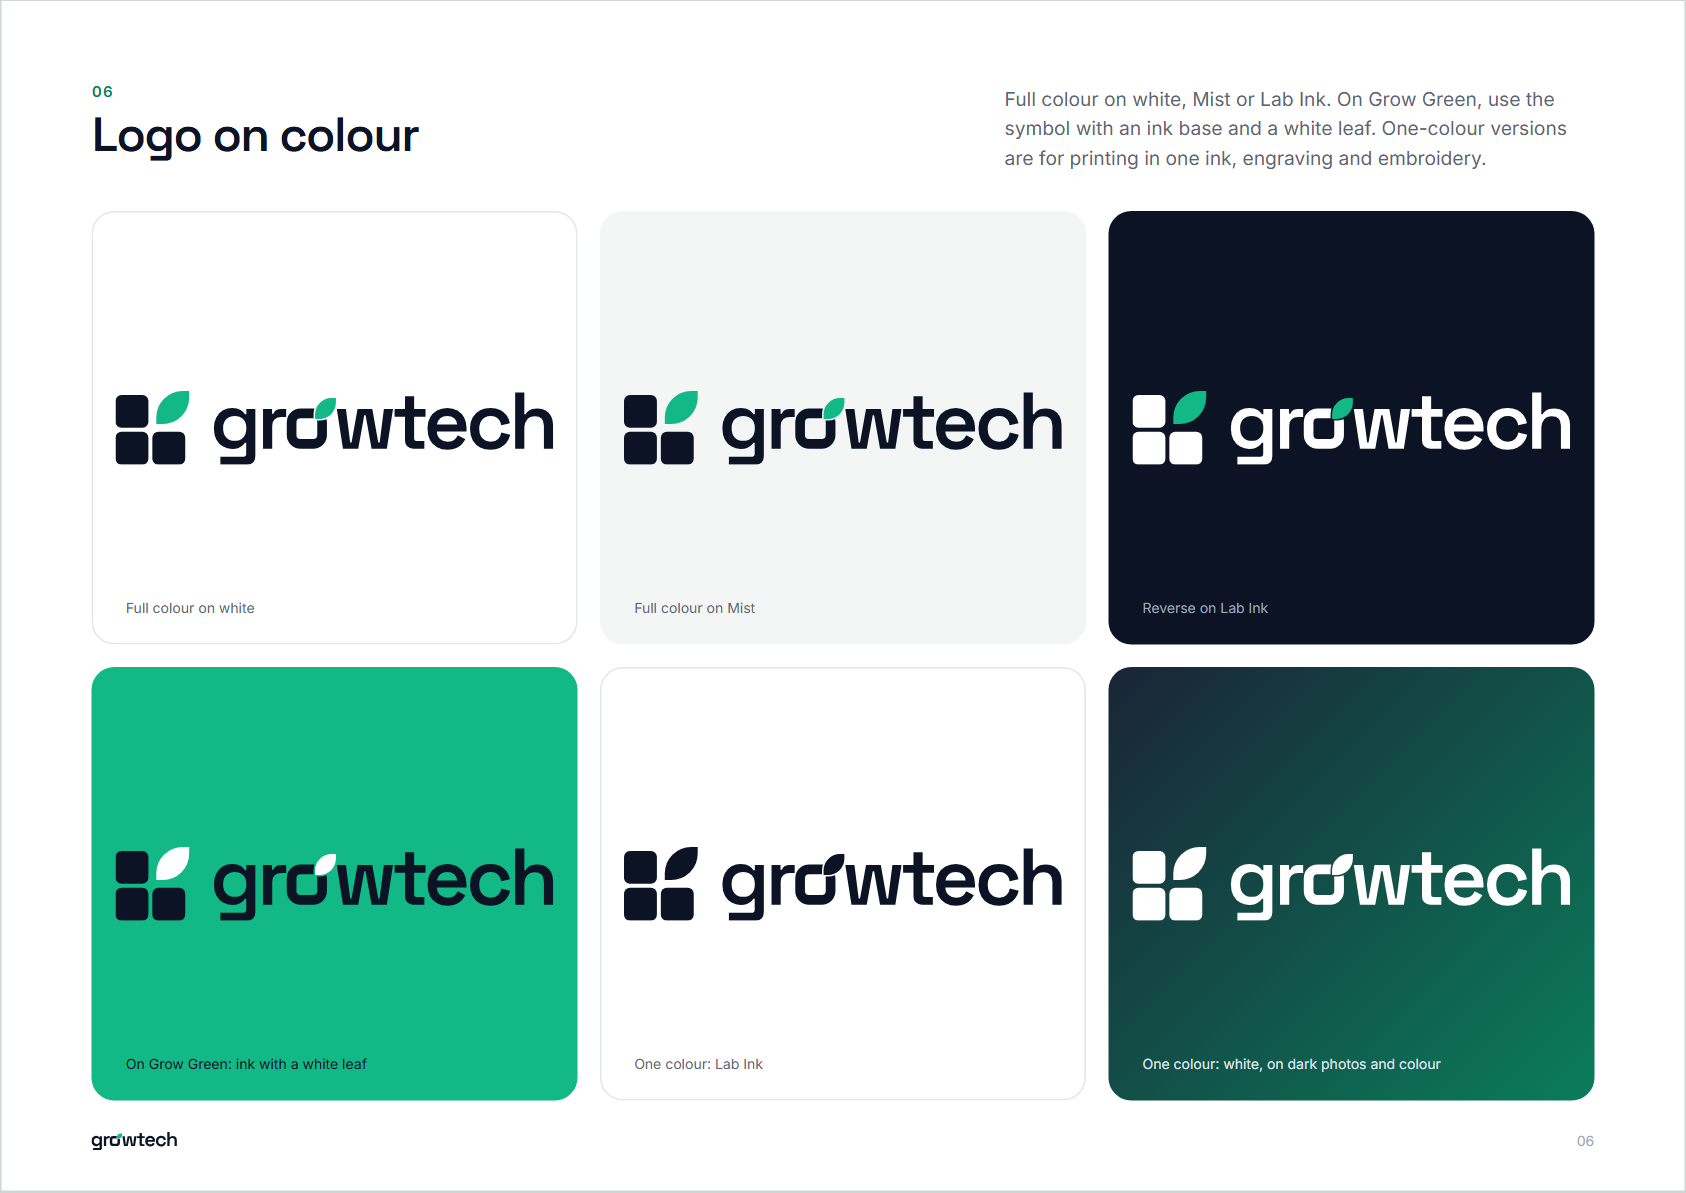 06
Logo on colour
Full colour on white, Mist or Lab Ink. On Grow Green, use the
symbol with an ink base and a white leaf. One-colour versions
are for printing in one ink, engraving and embroidery.
growtech
Full colour on white
growtech
Full colour on Mist
growtech
Reverse on Lab Ink
growtech
On Grow Green: ink with a white leaf
growtech
One colour: Lab Ink
growtech
One colour: white, on dark photos and colour
growtech
06